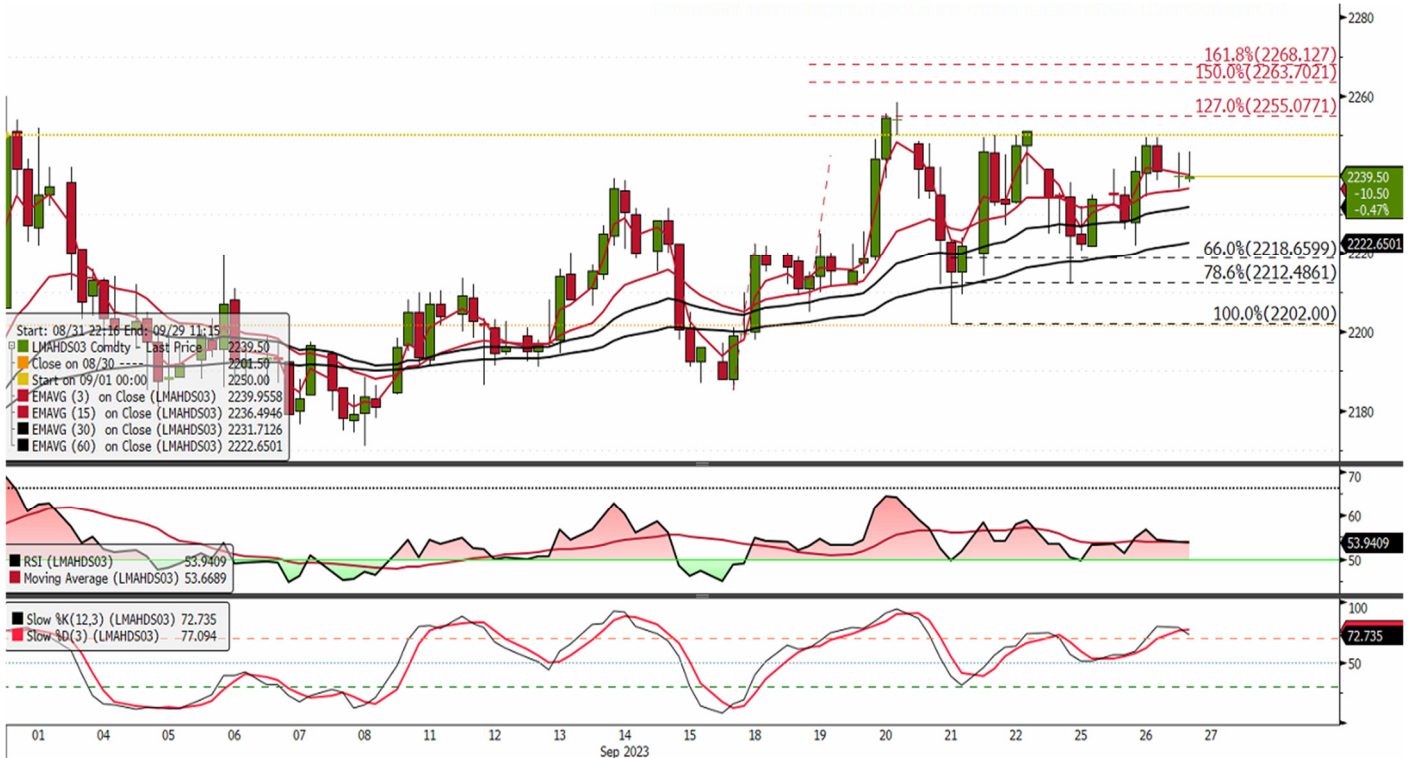 2280
161.8%(2268.127)
150.0%(2263.7021)
2260
127.0%(2255.0771)
2239.50
-10.50
-0.47%
2222.6501
66.0%(2218.6599)
2220
78.6%(2212.4861)
100.0%(2202.00)
2200
2180
Start: 08/31 22:16 End: 09/29 11:15
LMAHDS03 Comdty - Last Price 2239.50
Close on 08/30 ---- 2201.50
Start on 09/01 00:00 2250.00
EMAVG (3) on Close (LMAHDS03) 2239.9558
EMAVG (15) on Close (LMAHDS03) 2236.4946
EMAVG (30) on Close (LMAHDS03) 2231.7126
EMAVG (60) on Close (LMAHDS03) 2222.6501
70
60
53.9409
50
RSI (LMAHDS03) 53.9409
Moving Average (LMAHDS03) 53.6689
100
Slow %K(12,3) (LMAHDS03) 72.735
Slow %D(3) (LMAHDS03) 77.094
72.735
50
01 04 05 06 07 08 11 12 13 14 15 18 19 20 21 22 25 26 27
Sep 2023